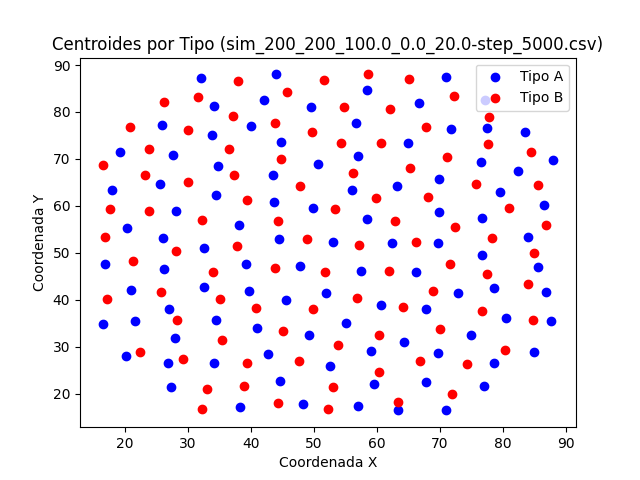 Centroides por Tipo (sim_200_200_100.0_0.0_20.0-step_5000.csv)
90
80
70
60
50
40
30
20
Coordenada Y
Tipo A
Tipo B
20 30 40 50 60 70 80 90
Coordenada X